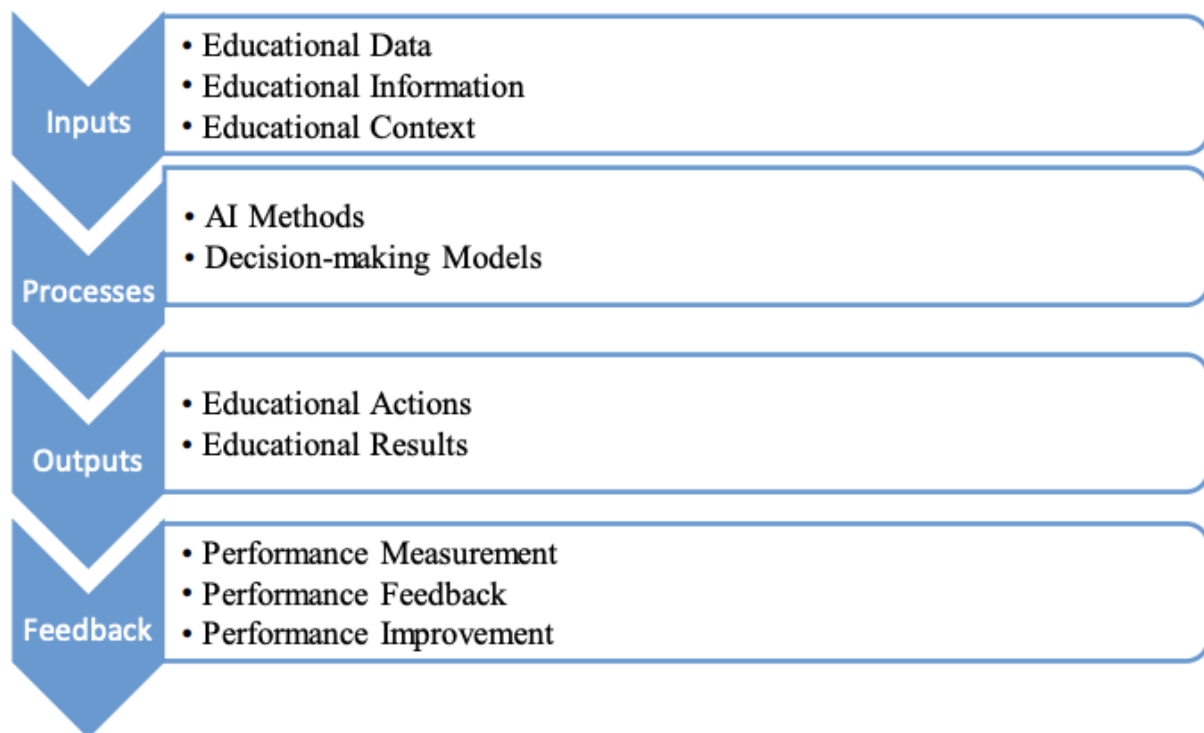 Inputs
• Educational Data
• Educational Information
• Educational Context
Processes
• AI Methods
• Decision-making Models
Outputs
• Educational Actions
• Educational Results
Feedback
• Performance Measurement
• Performance Feedback
• Performance Improvement